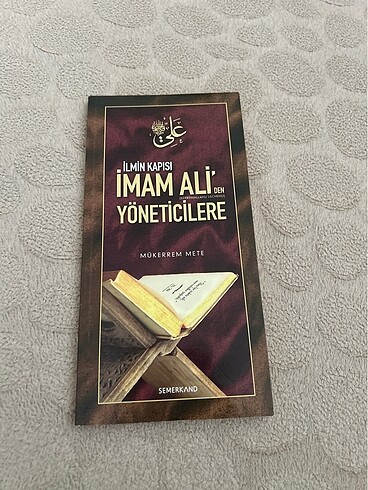 علي
İLMİN KAPISI
İMAM ALİ'DEN
YÖNETİCİLERE
MÜKERREM METE
SEMERKAND